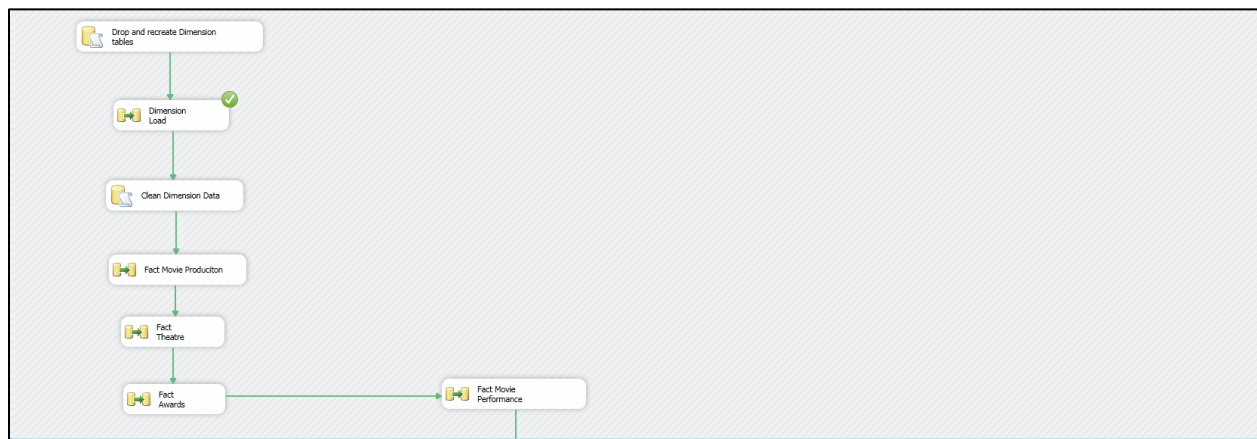 Drop and recreate Dimension
tables
Dimension
Load
Clean Dimension Data
Fact Movie Produciton
Fact
Theatre
Fact
Awards
Fact Movie
Performance